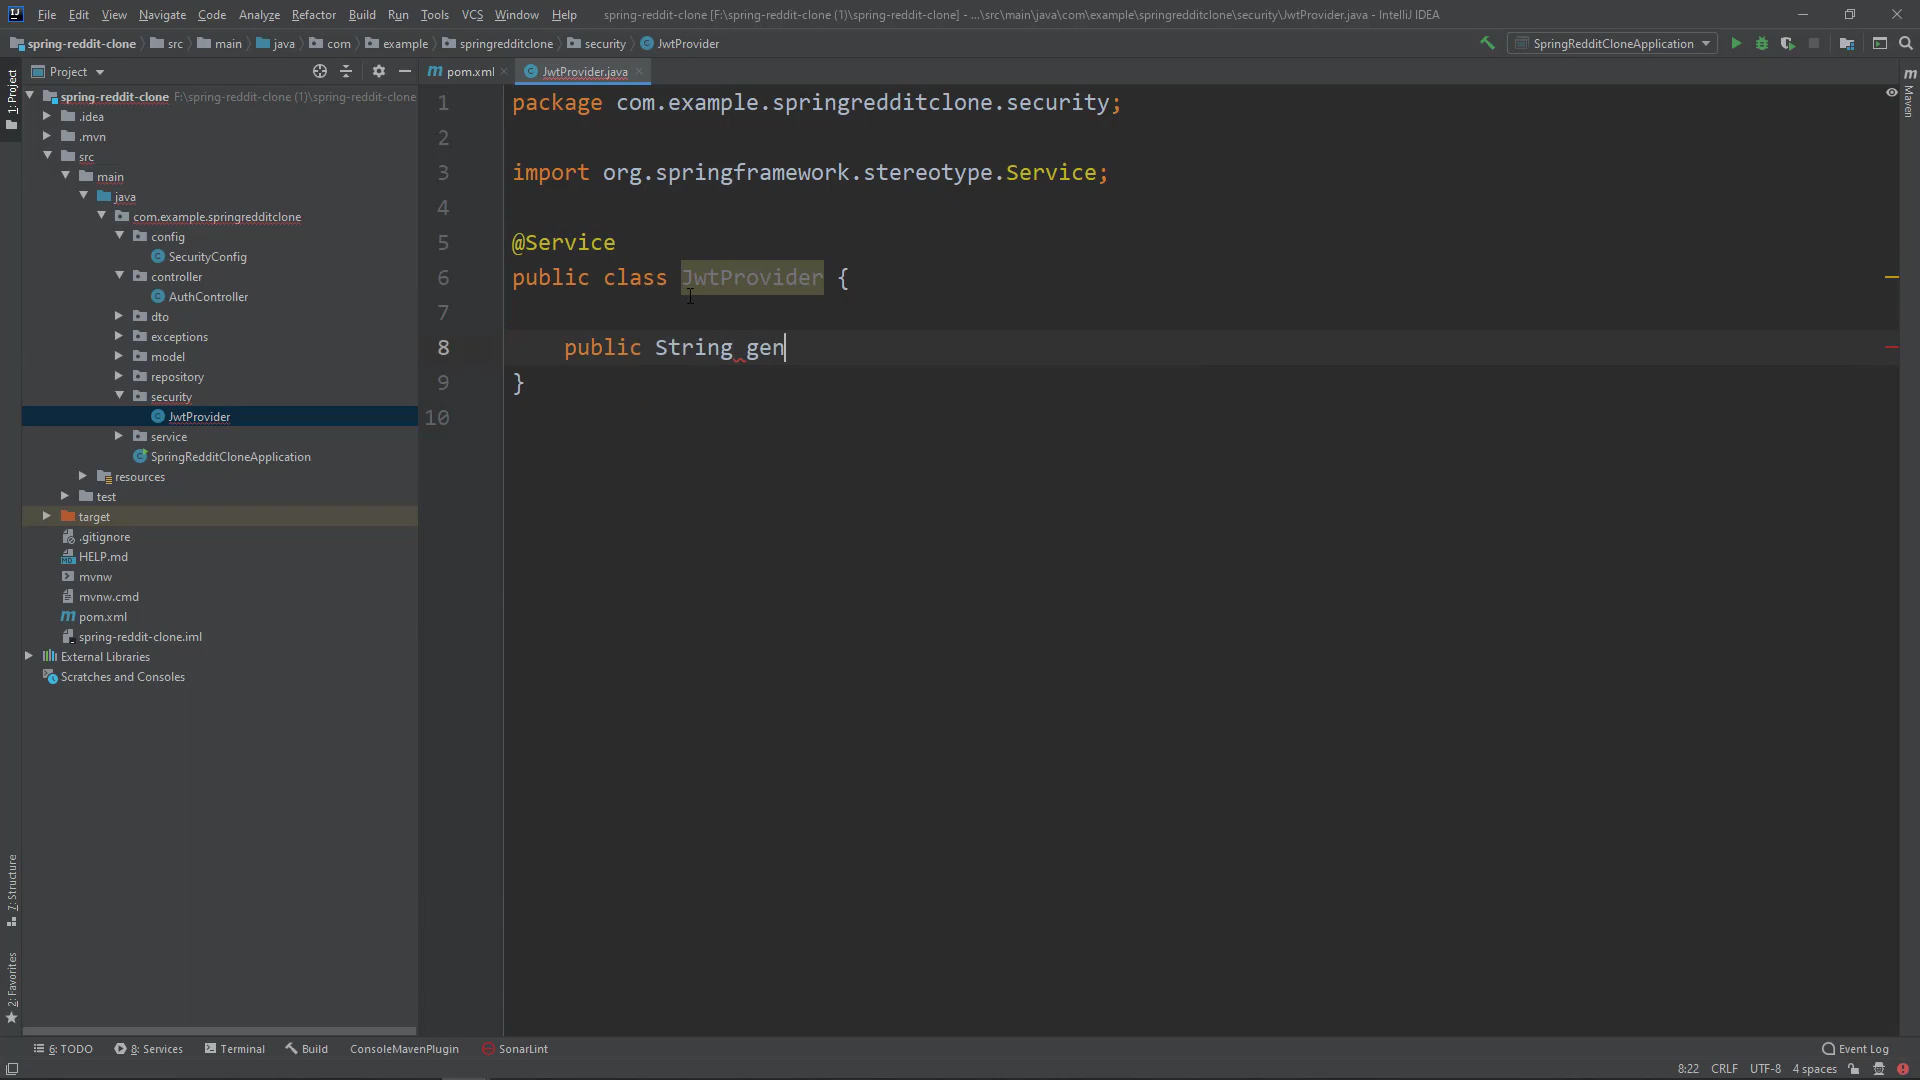 File Edit View Navigate Code Analyze Refactor Build Run Tools VCS Window Help spring-reddit-clone [F:\spring-reddit-clone (1)\spring-reddit-clone] - ...\src\main\java\com\example\springredditclone\security\JwtProvider.java - IntelliJ IDEA
spring-reddit-clone src main java com example springredditclone security JwtProvider SpringRedditCloneApplication
Project pom.xml JwtProvider.java
1: Project
Maven
spring-reddit-clone F:\spring-reddit-clone (1)\spring-reddit-clone
.idea
.mvn
src
main
java
com.example.springredditclone
config
SecurityConfig
controller
AuthController
dto
exceptions
model
repository
security
JwtProvider
service
SpringRedditCloneApplication
resources
test
target
.gitignore
HELP.md
mvnw
mvnw.cmd
pom.xml
spring-reddit-clone.iml
External Libraries
Scratches and Consoles
1 package com.example.springredditclone.security;
2
3 import org.springframework.stereotype.Service;
4
5 @Service
6 public class JwtProvider {
7
8 public String gen
9 }
10
7: Structure
2: Favorites
6: TODO 8: Services Terminal Build ConsoleMavenPlugin SonarLint Event Log
8:22 CRLF UTF-8 4 spaces